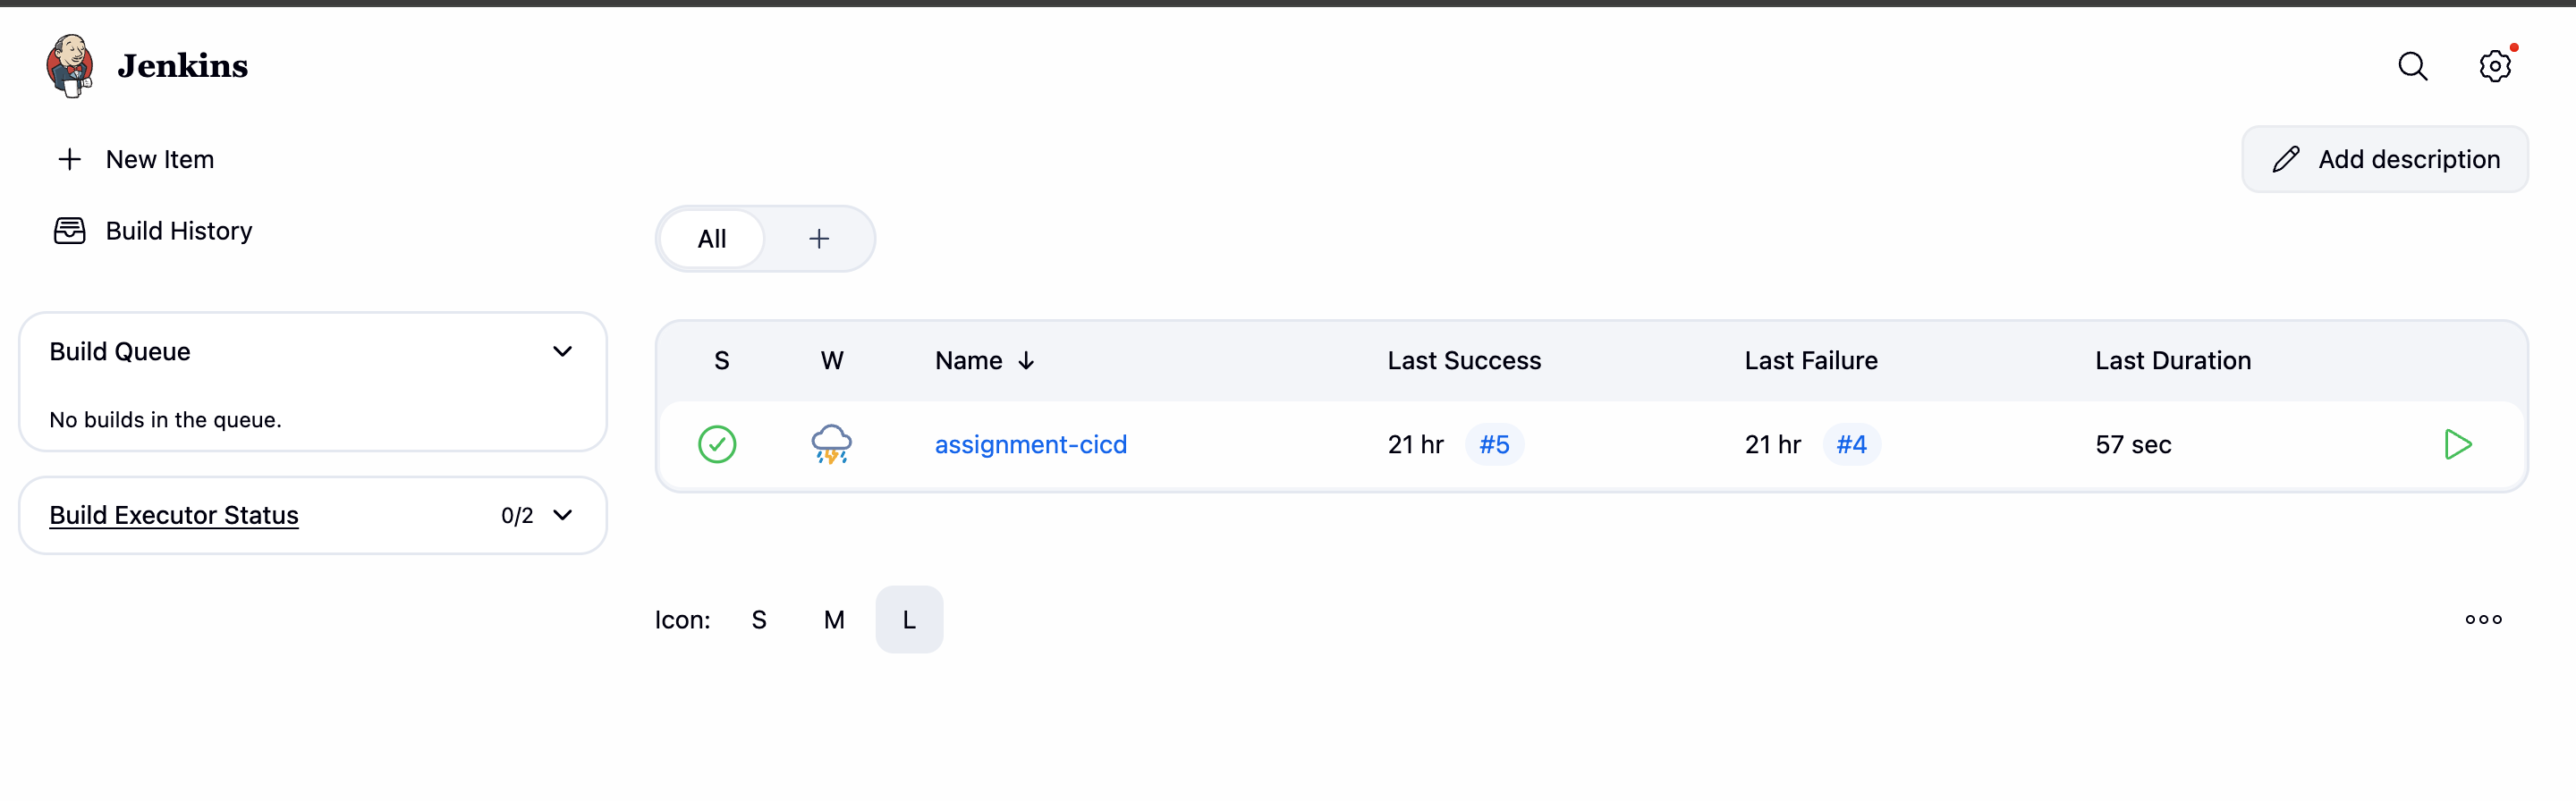 Jenkins
New Item
Add description
Build History
All
Build Queue
No builds in the queue.
Build Executor Status 0/2
S W Name Last Success Last Failure Last Duration
assignment-cicd 21 hr #5 21 hr #4 57 sec
Icon: S M L